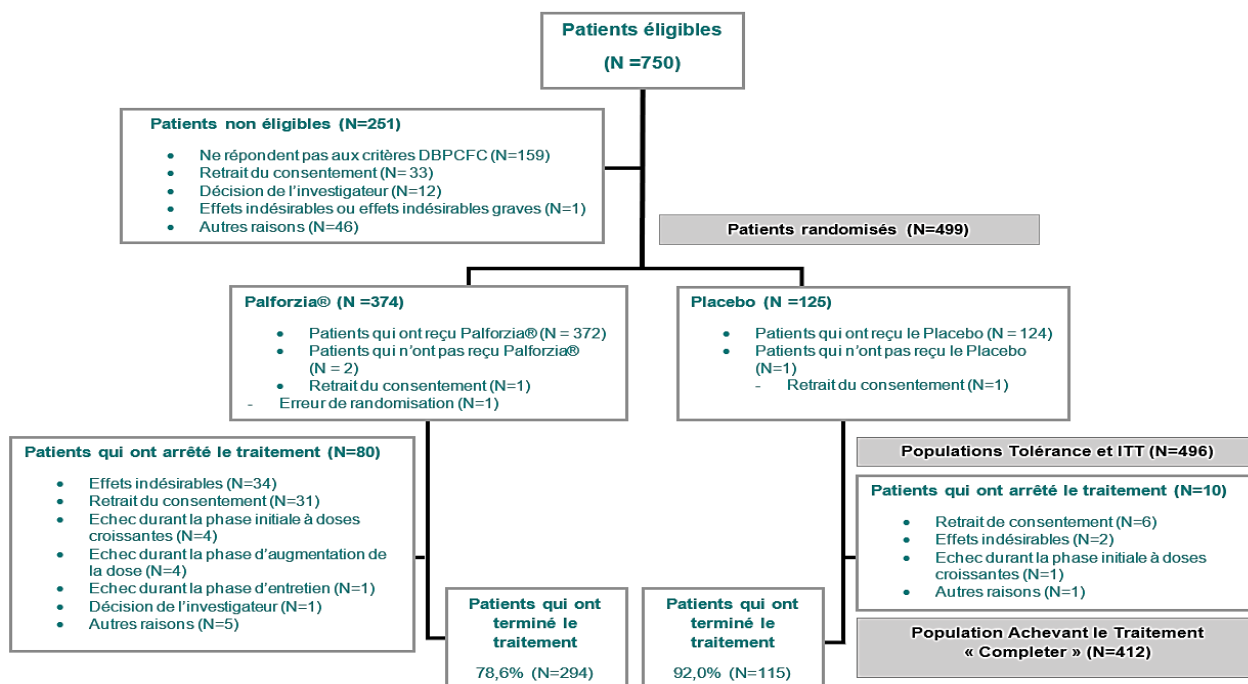 Patients éligibles
(N =750)
Patients non éligibles (N=251)
• Ne répondent pas aux critères DBPCFC (N=159)
• Retrait du consentement (N= 33)
• Décision de l'investigateur (N=12)
• Effets indésirables ou effets indésirables graves (N=1)
• Autres raisons (N=46)
Patients randomisés (N=499)
Palforzia® (N =374)
• Patients qui ont reçu Palforzia® (N = 372)
• Patients qui n'ont pas reçu Palforzia®
(N = 2)
• Retrait du consentement (N=1)
- Erreur de randomisation (N=1)
Placebo (N =125)
• Patients qui ont reçu le Placebo (N = 124)
• Patients qui n'ont pas reçu le Placebo
(N=1)
- Retrait du consentement (N=1)
Patients qui ont arrêté le traitement (N=80)
• Effets indésirables (N=34)
• Retrait du consentement (N=31)
• Echec durant la phase initiale à doses
croissantes (N=4)
• Echec durant la phase d'augmentation de
la dose (N=4)
• Echec durant la phase d'entretien (N=1)
• Décision de l'investigateur (N=1)
• Autres raisons (N=5)
Populations Tolérance et ITT (N=496)
Patients qui ont arrêté le traitement (N=10)
• Retrait de consentement (N=6)
• Effets indésirables (N=2)
• Echec durant la phase initiale à doses
croissantes (N=1)
• Autres raisons (N=1)
Patients qui ont
terminé le
traitement
78,6% (N=294)
Patients qui ont
terminé le
traitement
92,0% (N=115)
Population Achevant le Traitement
« Completer » (N=412)